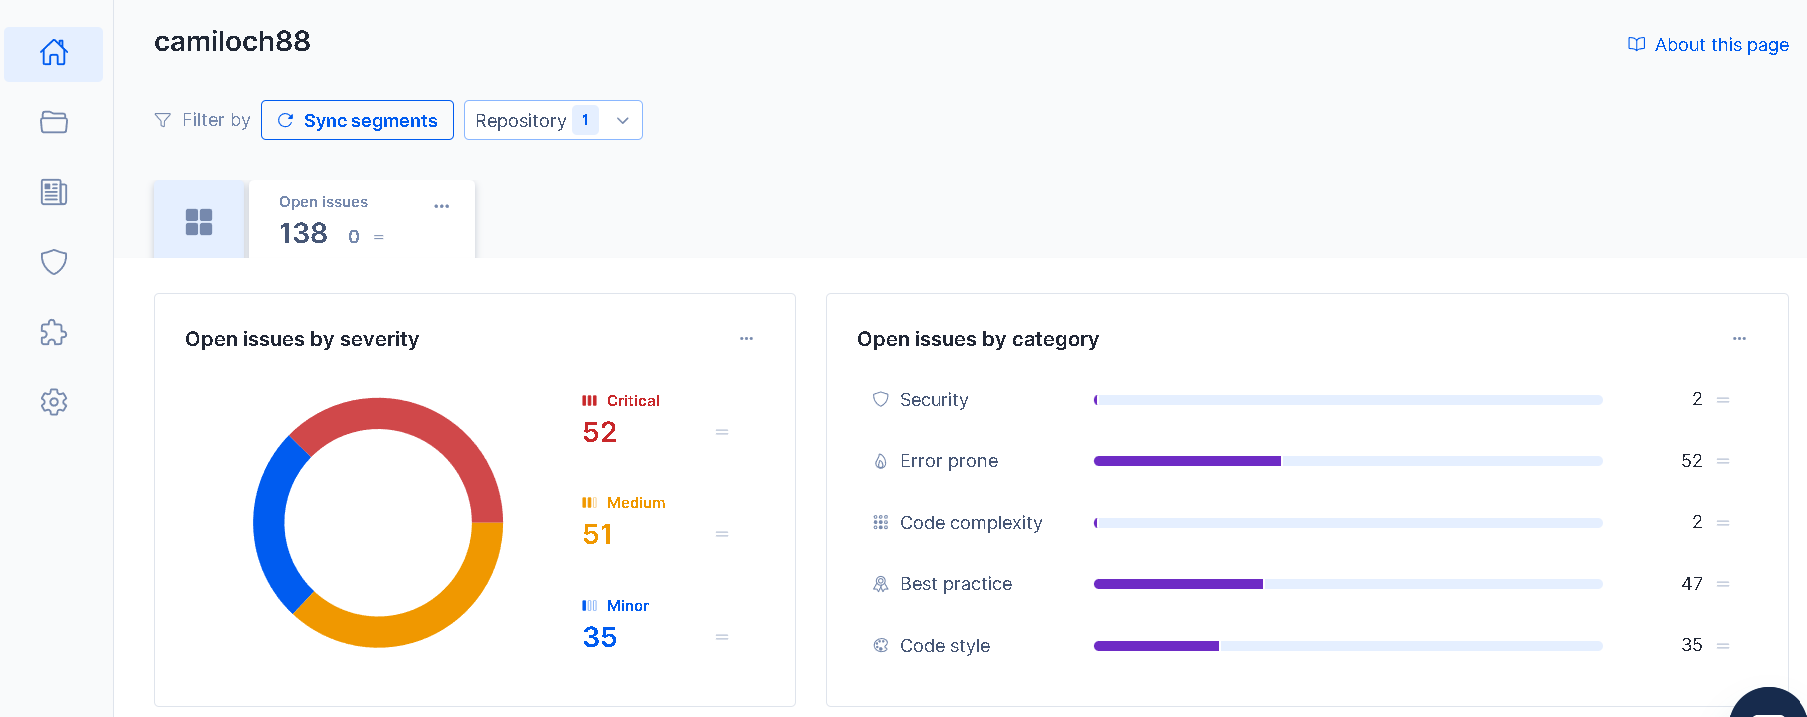 camiloch88
About this page
Filter by
Sync segments
Repository 1
Open issues
138 0 =
Open issues by severity
Critical
52 =
Medium
51 =
Minor
35 =
Open issues by category
Security 2 =
Error prone 52 =
Code complexity 2 =
Best practice 47 =
Code style 35 =